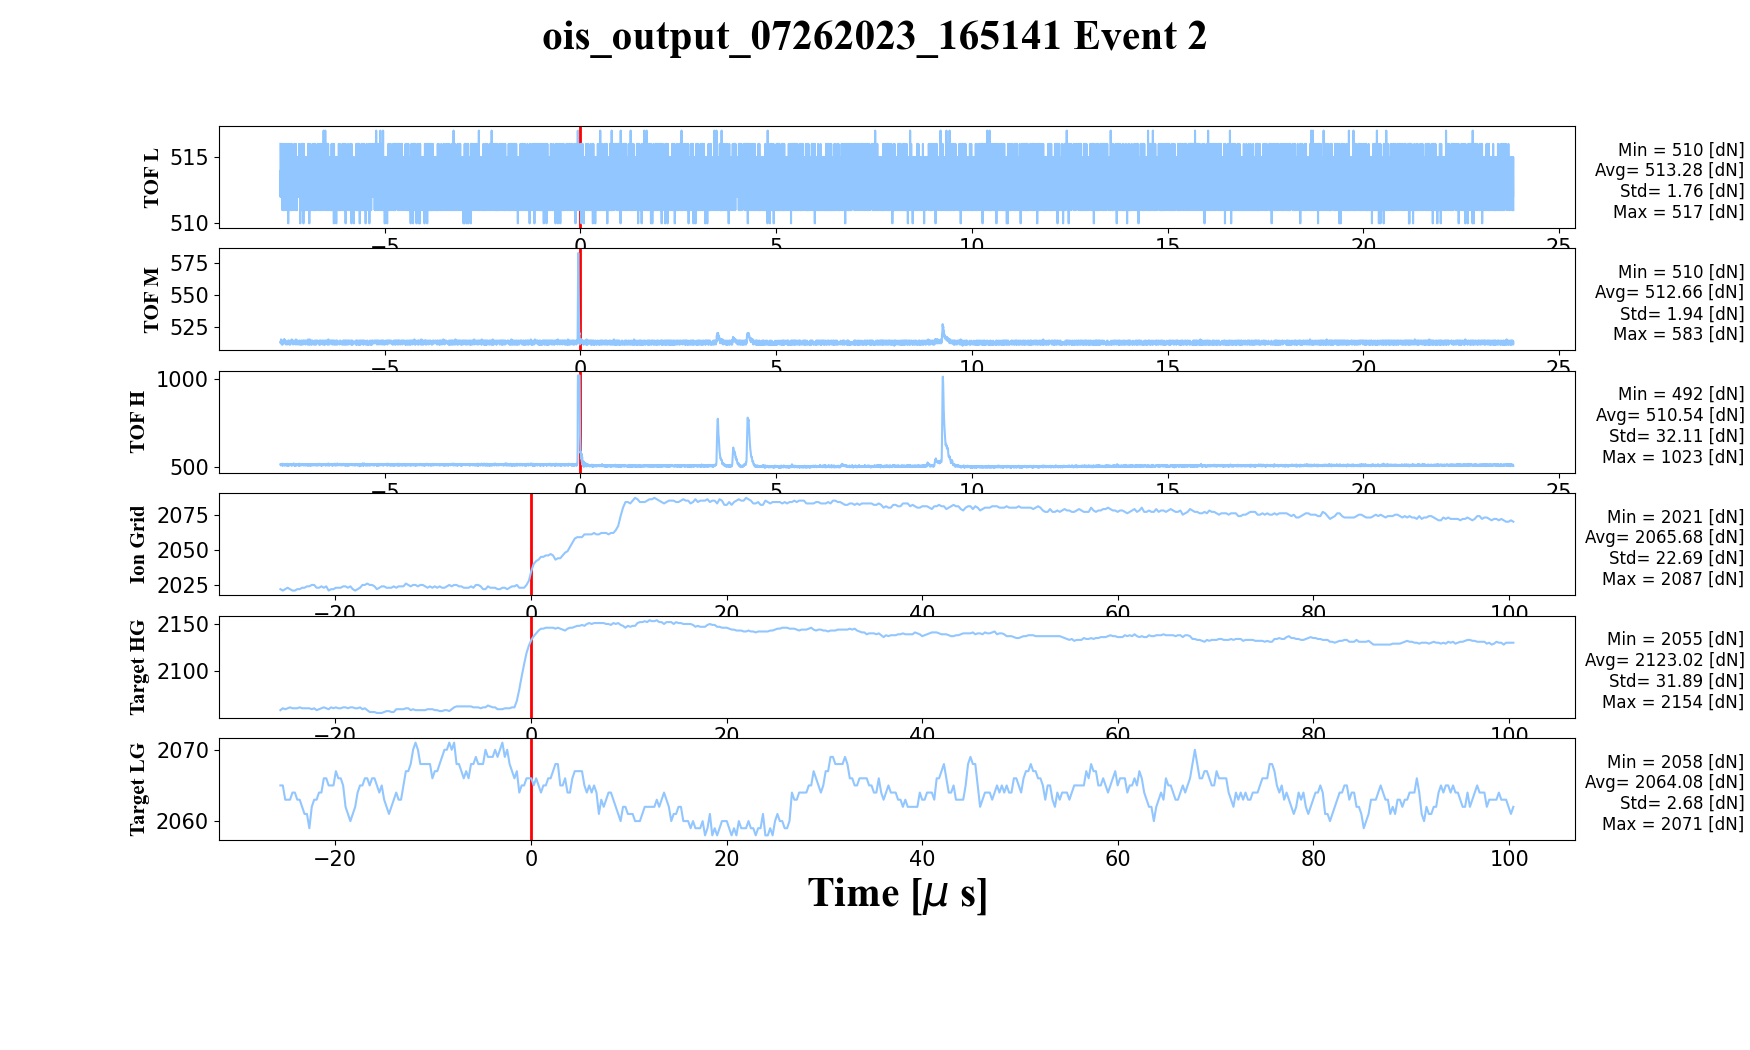 ois_output_07262023_165141 Event 2
TOF L
515
510
Min = 510 [dN]
Avg= 513.28 [dN]
Std= 1.76 [dN]
Max = 517 [dN]
−5 0 5 10 15 20 25
TOF M
575
550
525
Min = 510 [dN]
Avg= 512.66 [dN]
Std= 1.94 [dN]
Max = 583 [dN]
−5 0 5 10 15 20 25
TOF H
1000
500
Min = 492 [dN]
Avg= 510.54 [dN]
Std= 32.11 [dN]
Max = 1023 [dN]
−5 0 5 10 15 20 25
Ion Grid
2075
2050
2025
Min = 2021 [dN]
Avg= 2065.68 [dN]
Std= 22.69 [dN]
Max = 2087 [dN]
−20 0 20 40 60 80 100
Target HG
2150
2100
Min = 2055 [dN]
Avg= 2123.02 [dN]
Std= 31.89 [dN]
Max = 2154 [dN]
−20 0 20 40 60 80 100
Target LG
2070
2060
Min = 2058 [dN]
Avg= 2064.08 [dN]
Std= 2.68 [dN]
Max = 2071 [dN]
−20 0 20 40 60 80 100
Time [μ s]